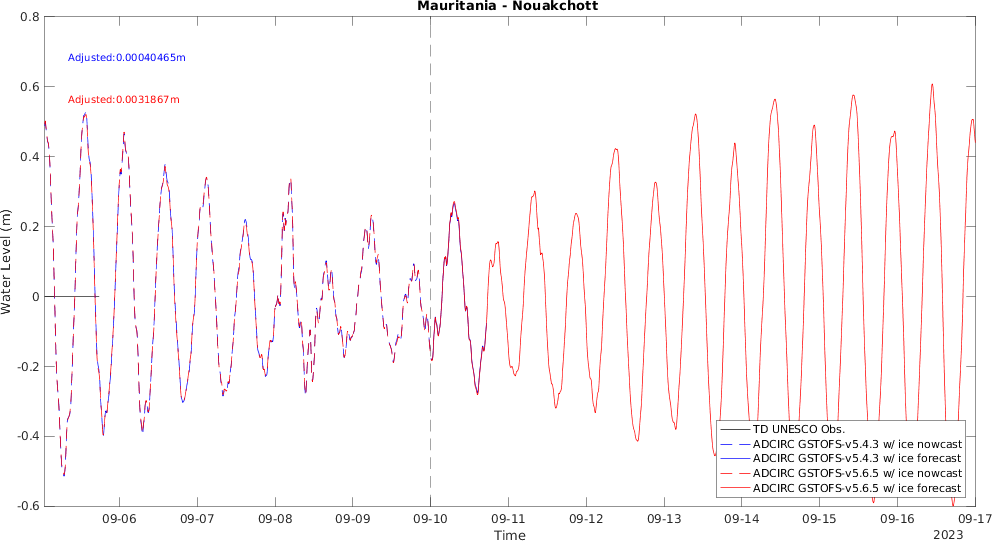 Mauritania - Nouakchott
Adjusted:0.00040465m
Adjusted:0.0031867m
Water Level (m)
0.8
0.6
0.4
0.2
0
-0.2
-0.4
-0.6
TD UNESCO Obs.
ADCIRC GSTOFS-v5.4.3 w/ ice nowcast
ADCIRC GSTOFS-v5.4.3 w/ ice forecast
ADCIRC GSTOFS-v5.6.5 w/ ice nowcast
ADCIRC GSTOFS-v5.6.5 w/ ice forecast
09-06 09-07 09-08 09-09 09-10 09-11 09-12 09-13 09-14 09-15 09-16 09-17
Time
2023